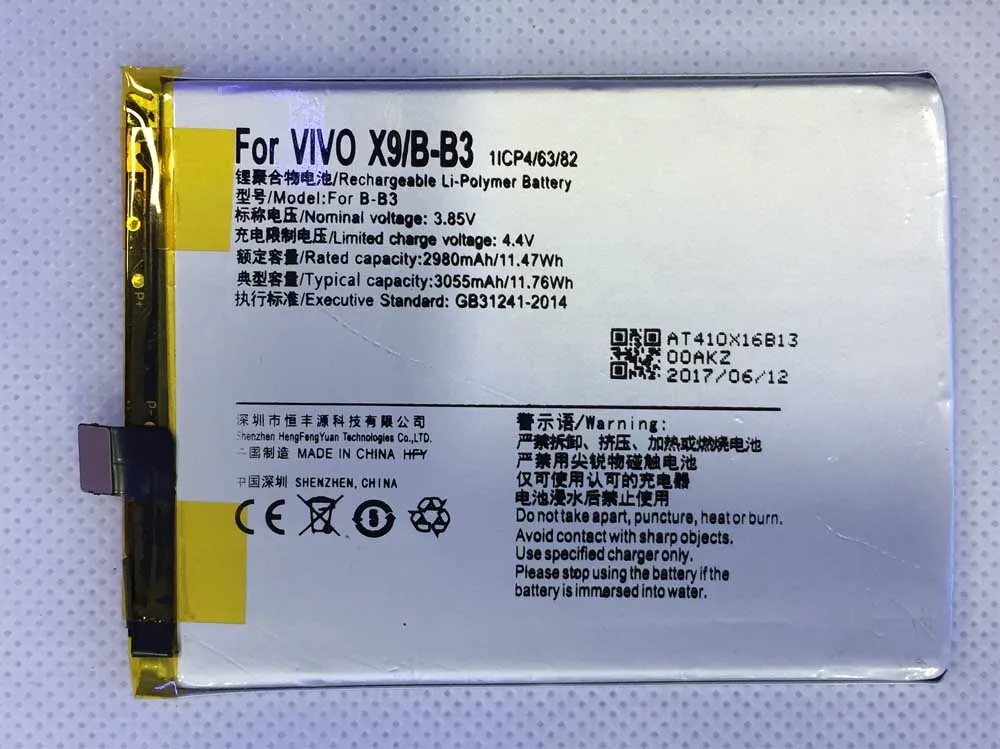 For VIVO X9/B-B3 1ICP4/63/82
锂聚合物电池/Rechargeable Li-Polymer Battery
型号/Model:For B-B3
标称电压/Nominal voltage: 3.85V
充电限制电压/Limited charge voltage: 4.4V
额定容量/Rated capacity:2980mAh/11.47Wh
典型容量/Typical capacity:3055mAh/11.76Wh
执行标准/Executive Standard: GB31241-2014
P+
AT410X16B13
00AKZ
2017/06/12
P-
深圳市恒丰源科技有限公司
Shenzhen HengFengYuan Technologies Co.,LTD.
中国制造 MADE IN CHINA HFY
中国深圳 SHENZHEN, CHINA
CE
警示语/Warning:
严禁拆卸、挤压、加热或燃烧电池
严禁用尖锐物碰触电池
仅可使用认可的充电器
电池浸水后禁止使用
Do not take apart, puncture, heat or burn.
Avoid contact with sharp objects.
Use specified charger only.
Please stop using the battery if the
battery is immersed into water.